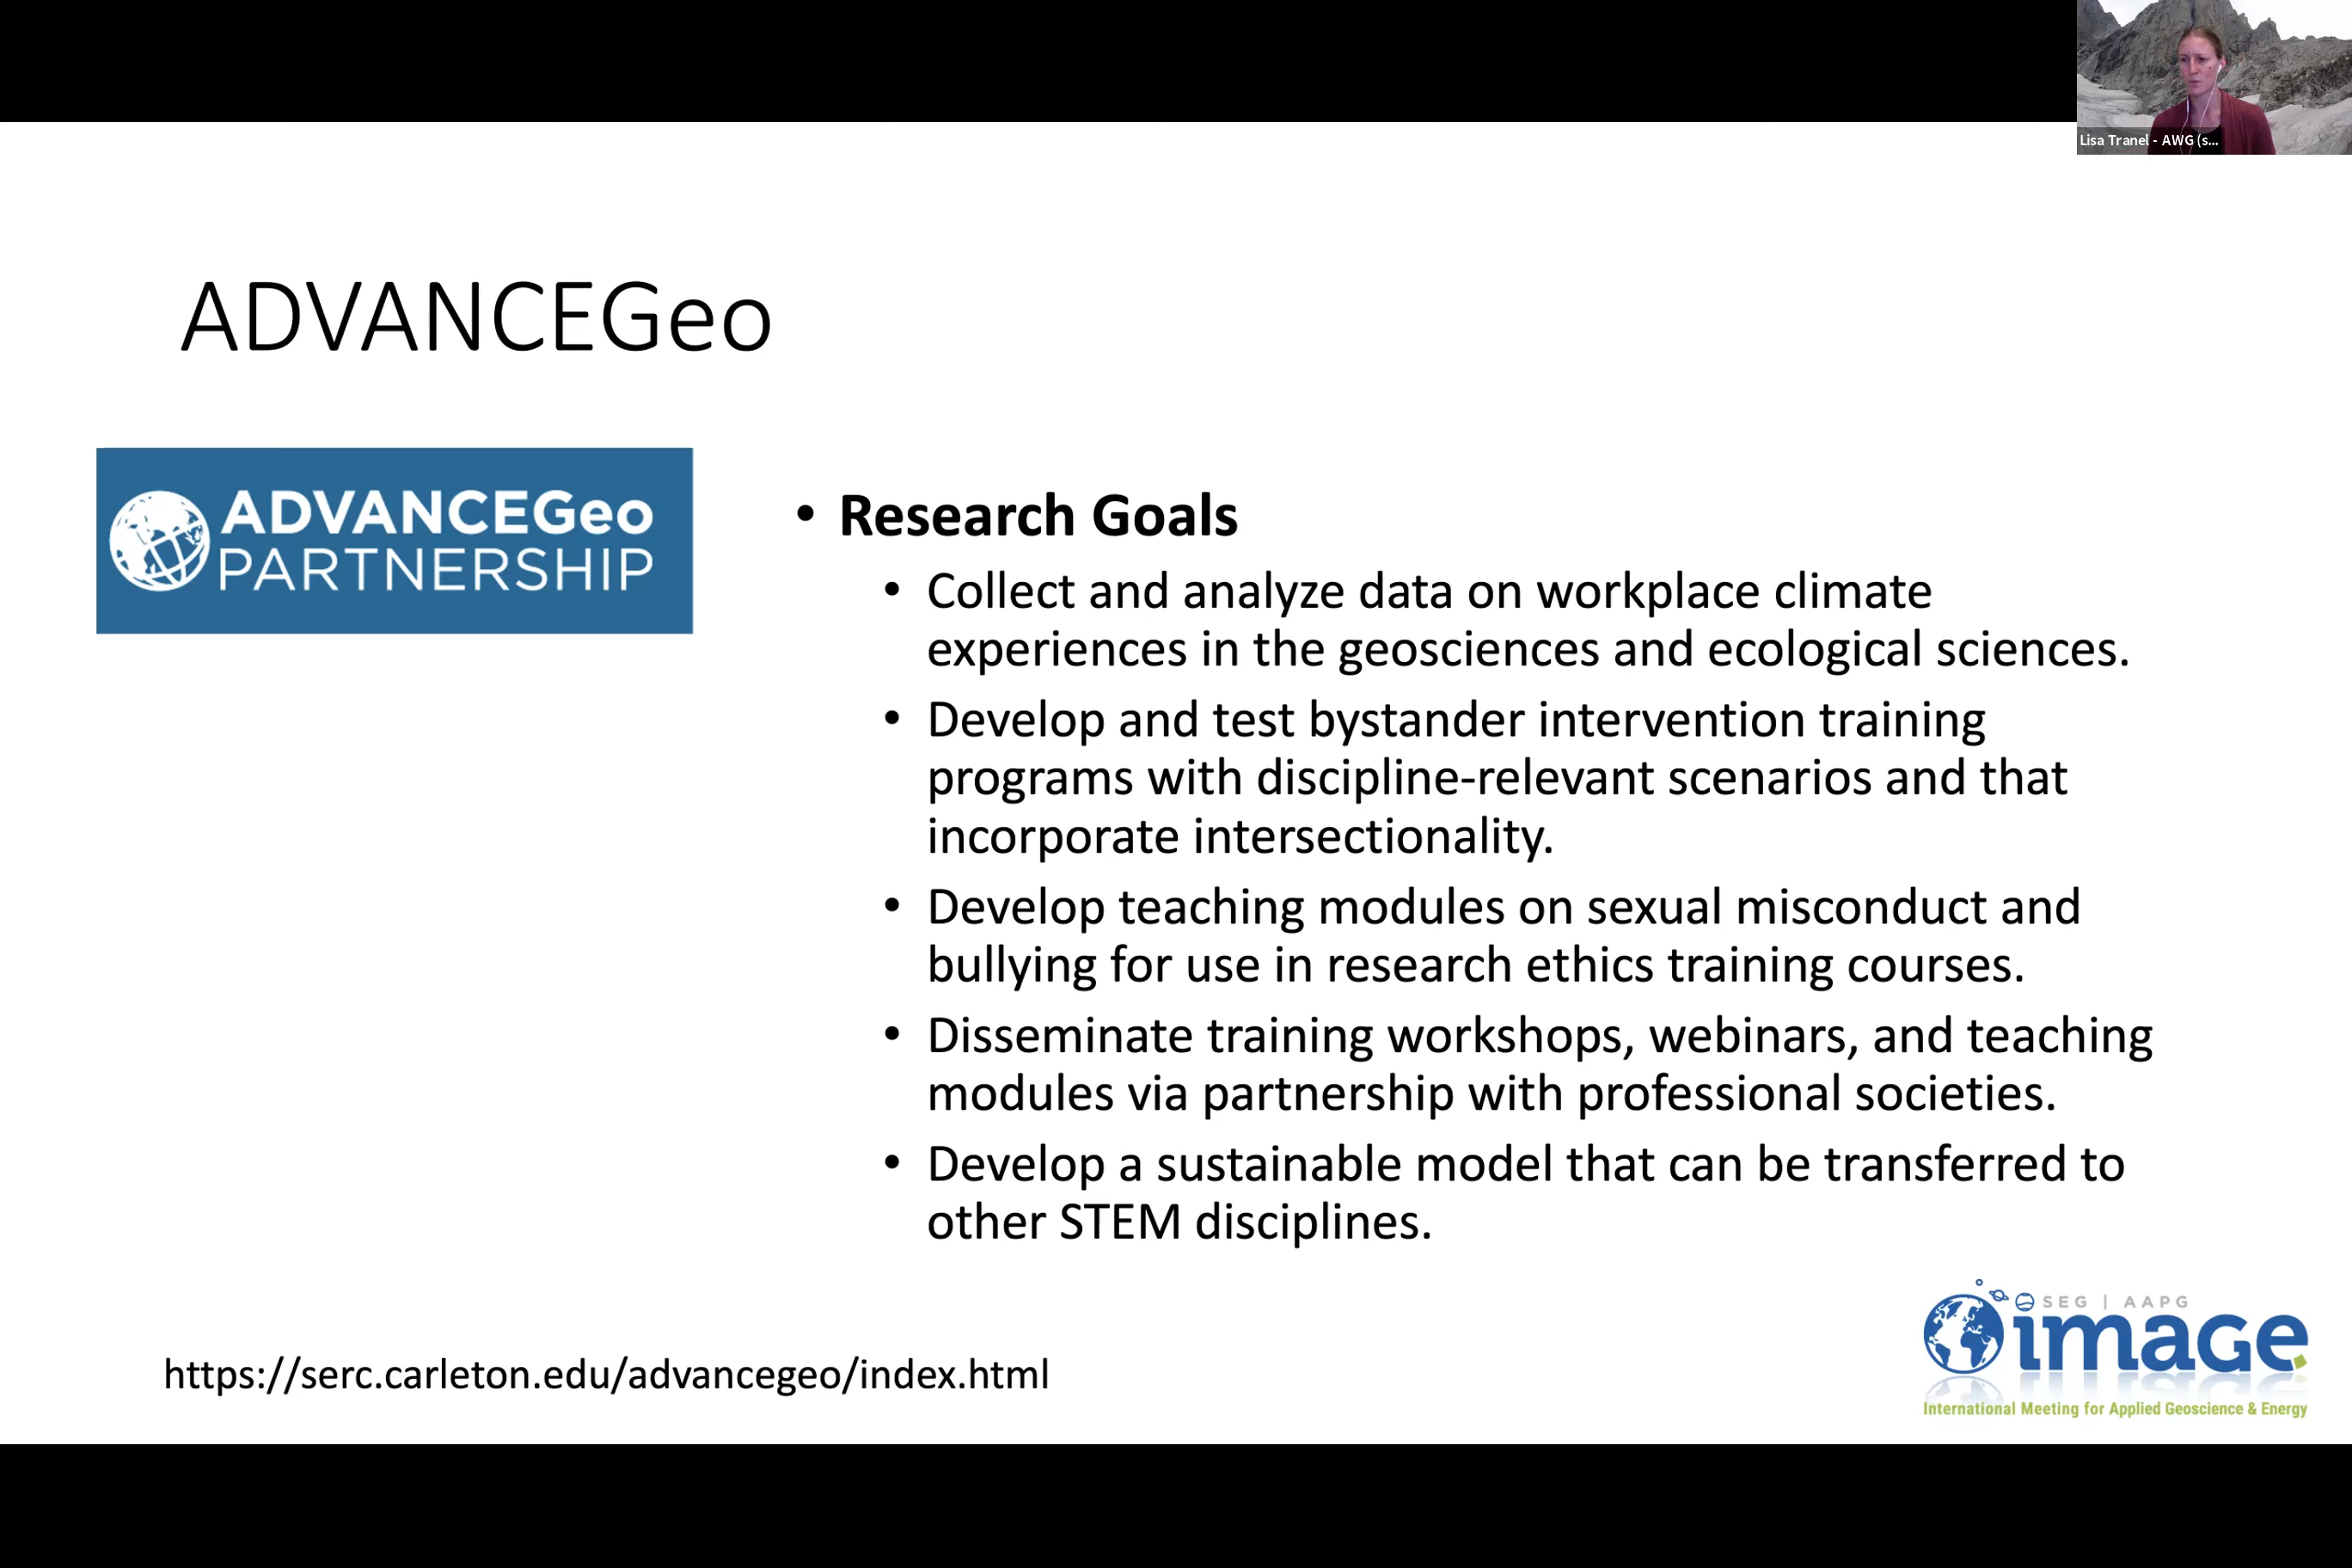 Lisa Tranel - AWG (s...
ADVANCEGeo
ADVANCEGeo
PARTNERSHIP
• Research Goals
• Collect and analyze data on workplace climate
experiences in the geosciences and ecological sciences.
• Develop and test bystander intervention training
programs with discipline-relevant scenarios and that
incorporate intersectionality.
• Develop teaching modules on sexual misconduct and
bullying for use in research ethics training courses.
• Disseminate training workshops, webinars, and teaching
modules via partnership with professional societies.
• Develop a sustainable model that can be transferred to
other STEM disciplines.
https://serc.carleton.edu/advancegeo/index.html
SEG | AAPG
image
International Meeting for Applied Geoscience & Energy